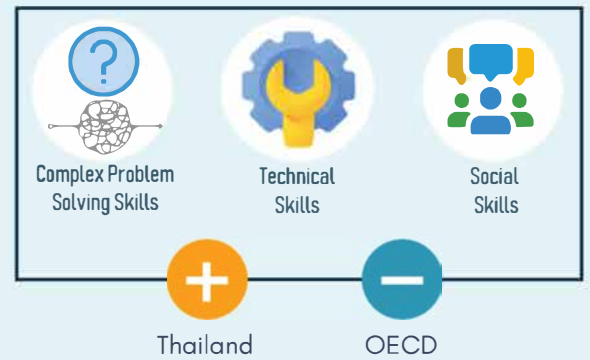 ?
Complex Problem
Solving Skills
Technical
Skills
Social
Skills
+
−
Thailand
OECD